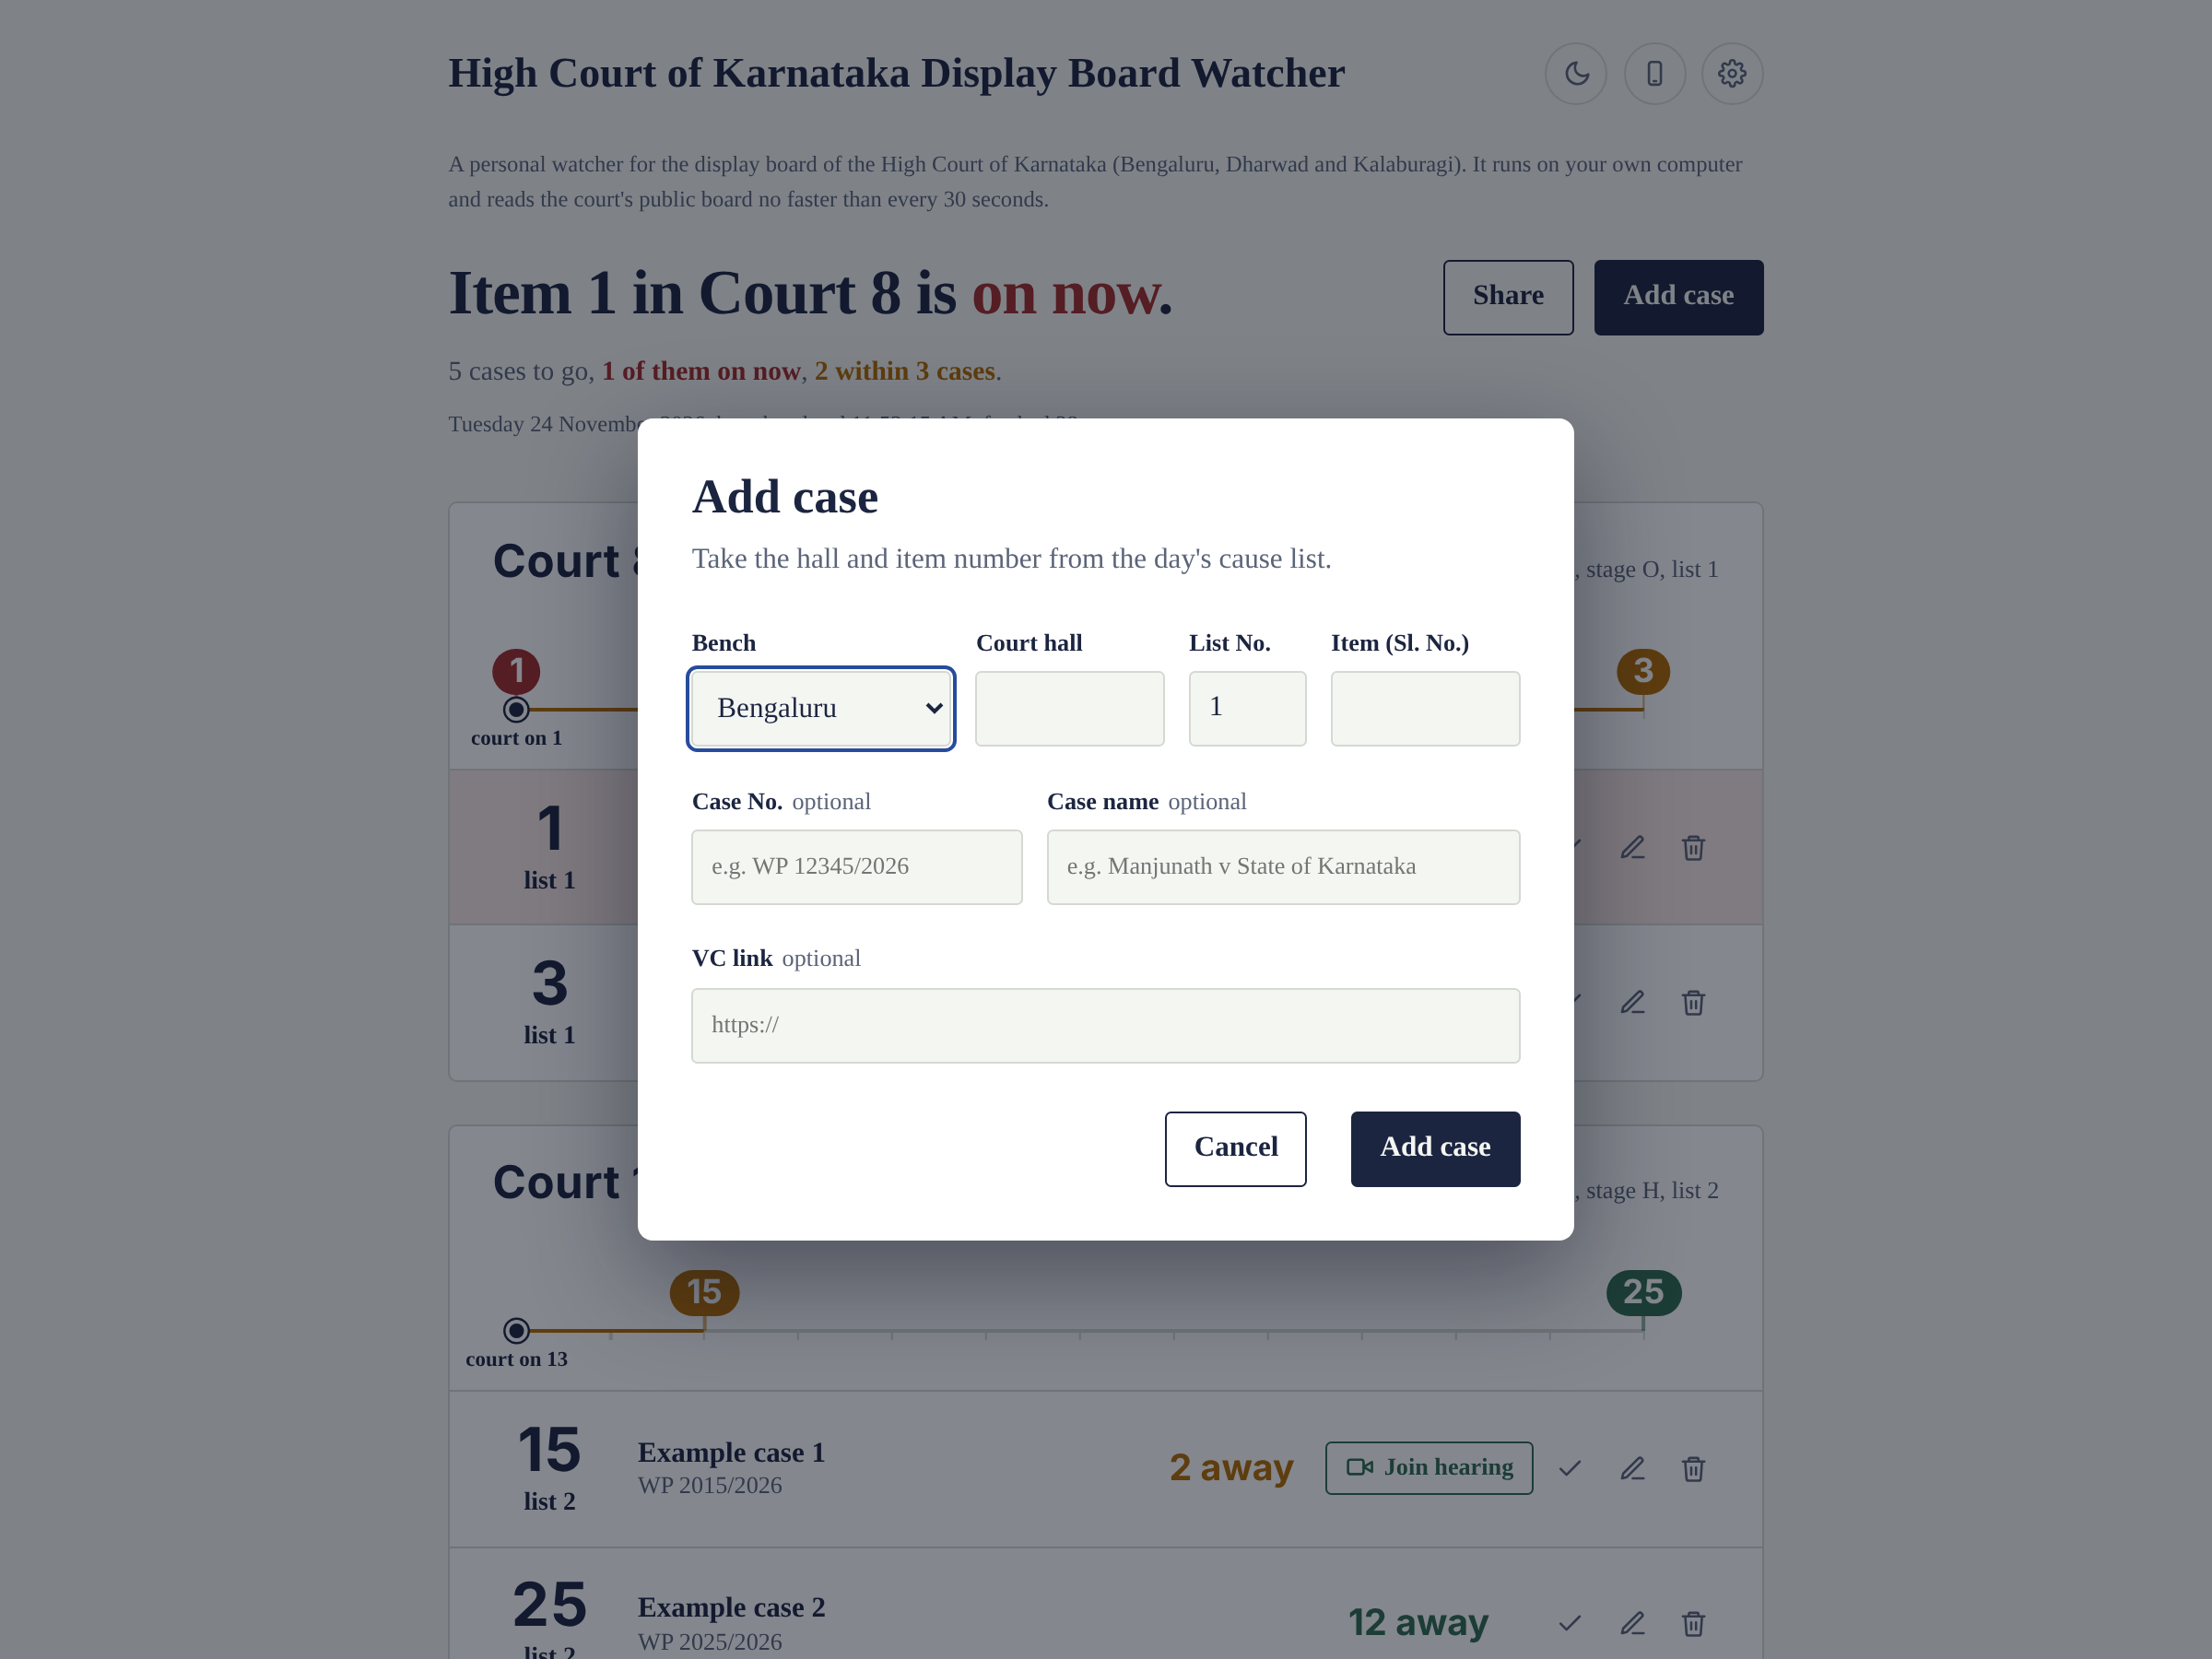 High Court of Karnataka Display Board Watcher
A personal watcher for the display board of the High Court of Karnataka (Bengaluru, Dharwad and Kalaburagi). It runs on your own computer
and reads the court's public board no faster than every 30 seconds.
Item 1 in Court 8 is on now.
Share
Add case
5 cases to go, 1 of them on now, 2 within 3 cases.
Tuesday 24 November
Add case
Take the hall and item number from the day's cause list.
Bench
Court hall
List No.
Item (Sl. No.)
Bengaluru
1
Case No. optional
Case name optional
e.g. WP 12345/2026
e.g. Manjunath v State of Karnataka
VC link optional
https://
Cancel
Add case
Court 8
, stage O, list 1
1
3
court on 1
1
list 1
3
list 1
Court
, stage H, list 2
15
25
court on 13
15
list 2
Example case 1
WP 2015/2026
2 away
Join hearing
25
list 2
Example case 2
WP 2025/2026
12 away